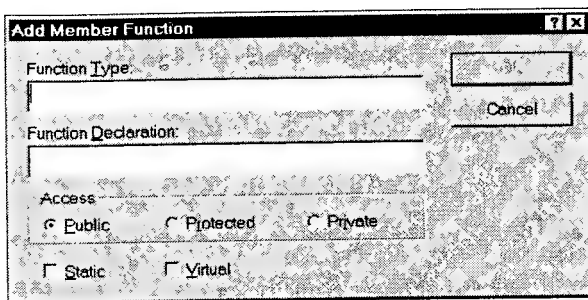 Add Member Function
Function Type:
Cancel
Function Declaration:
Access
Public Protected Private
Static Virtual